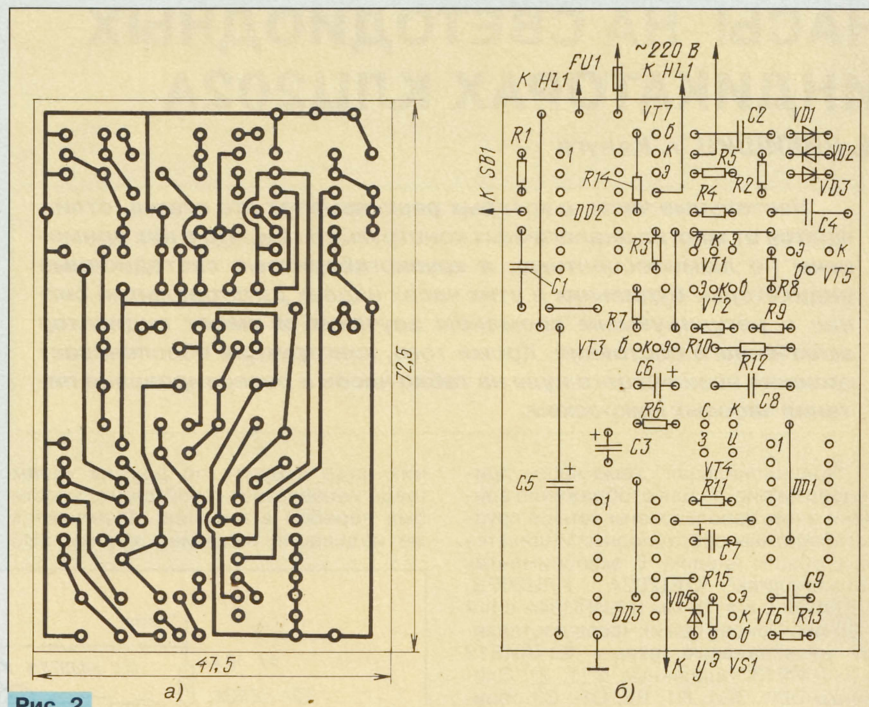 ~220 В
FU1
К HL1
К HL1
VT7
C2
VD1
R1
1
б
к
R5
VD2
R2
К SB1
R14
э
VD3
R4
DD2
C4
R3
б к э
э
к
VT1
б
VT5
C1
э к б
R8
R7
VT2
R9
VT3 б к э
R10
R12
C6 +
C8
R6
с к
+
C3
з и
1
VT4
C5
+
R11
DD1
1
+
C7
72,5
R15
C9
VD5
э
DD3
к
VT6
R13
б
47,5
К уэ VS1
а)
б)
Рис. 2